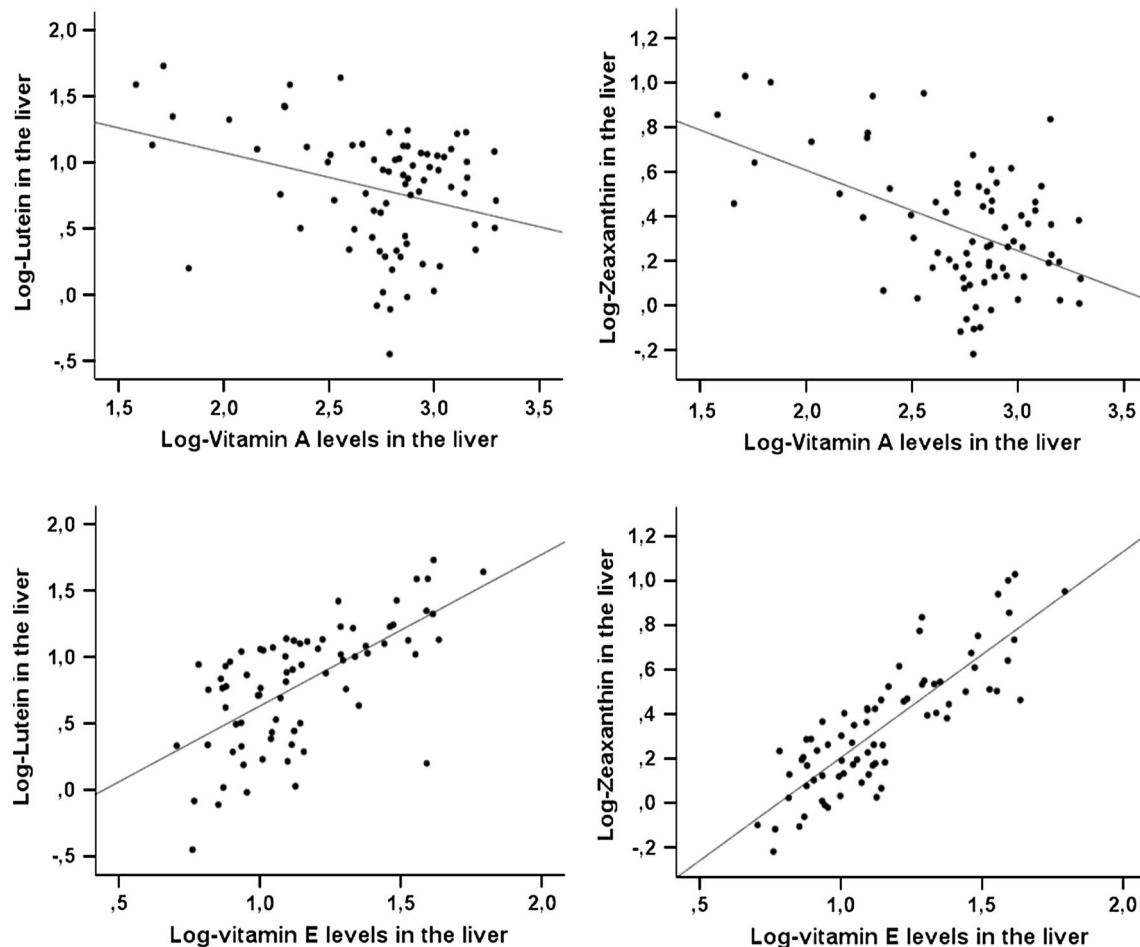 Log-Lutein in the liver
2,0
1,5
1,0
,5
,0
-,5
1,5 2,0 2,5 3,0 3,5
Log-Vitamin A levels in the liver
Log-Zeaxanthin in the liver
1,2
1,0
,8
,6
,4
,2
,0
-,2
1,5 2,0 2,5 3,0 3,5
Log-Vitamin A levels in the liver
Log-Lutein in the liver
2,0
1,5
1,0
,5
,0
-,5
,5 1,0 1,5 2,0
Log-vitamin E levels in the liver
Log-Zeaxanthin in the liver
1,2
1,0
,8
,6
,4
,2
,0
-,2
,5 1,0 1,5 2,0
Log-vitamin E levels in the liver